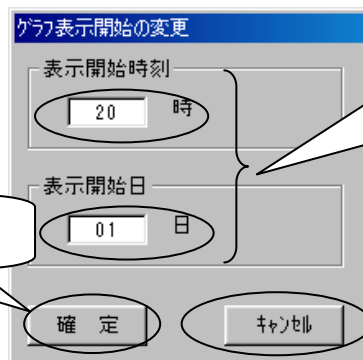 ｸﾞﾗﾌ表示開始の変更
表示開始時刻
20 時
表示開始日
01 日
確 定
ｷｬﾝｾﾙ